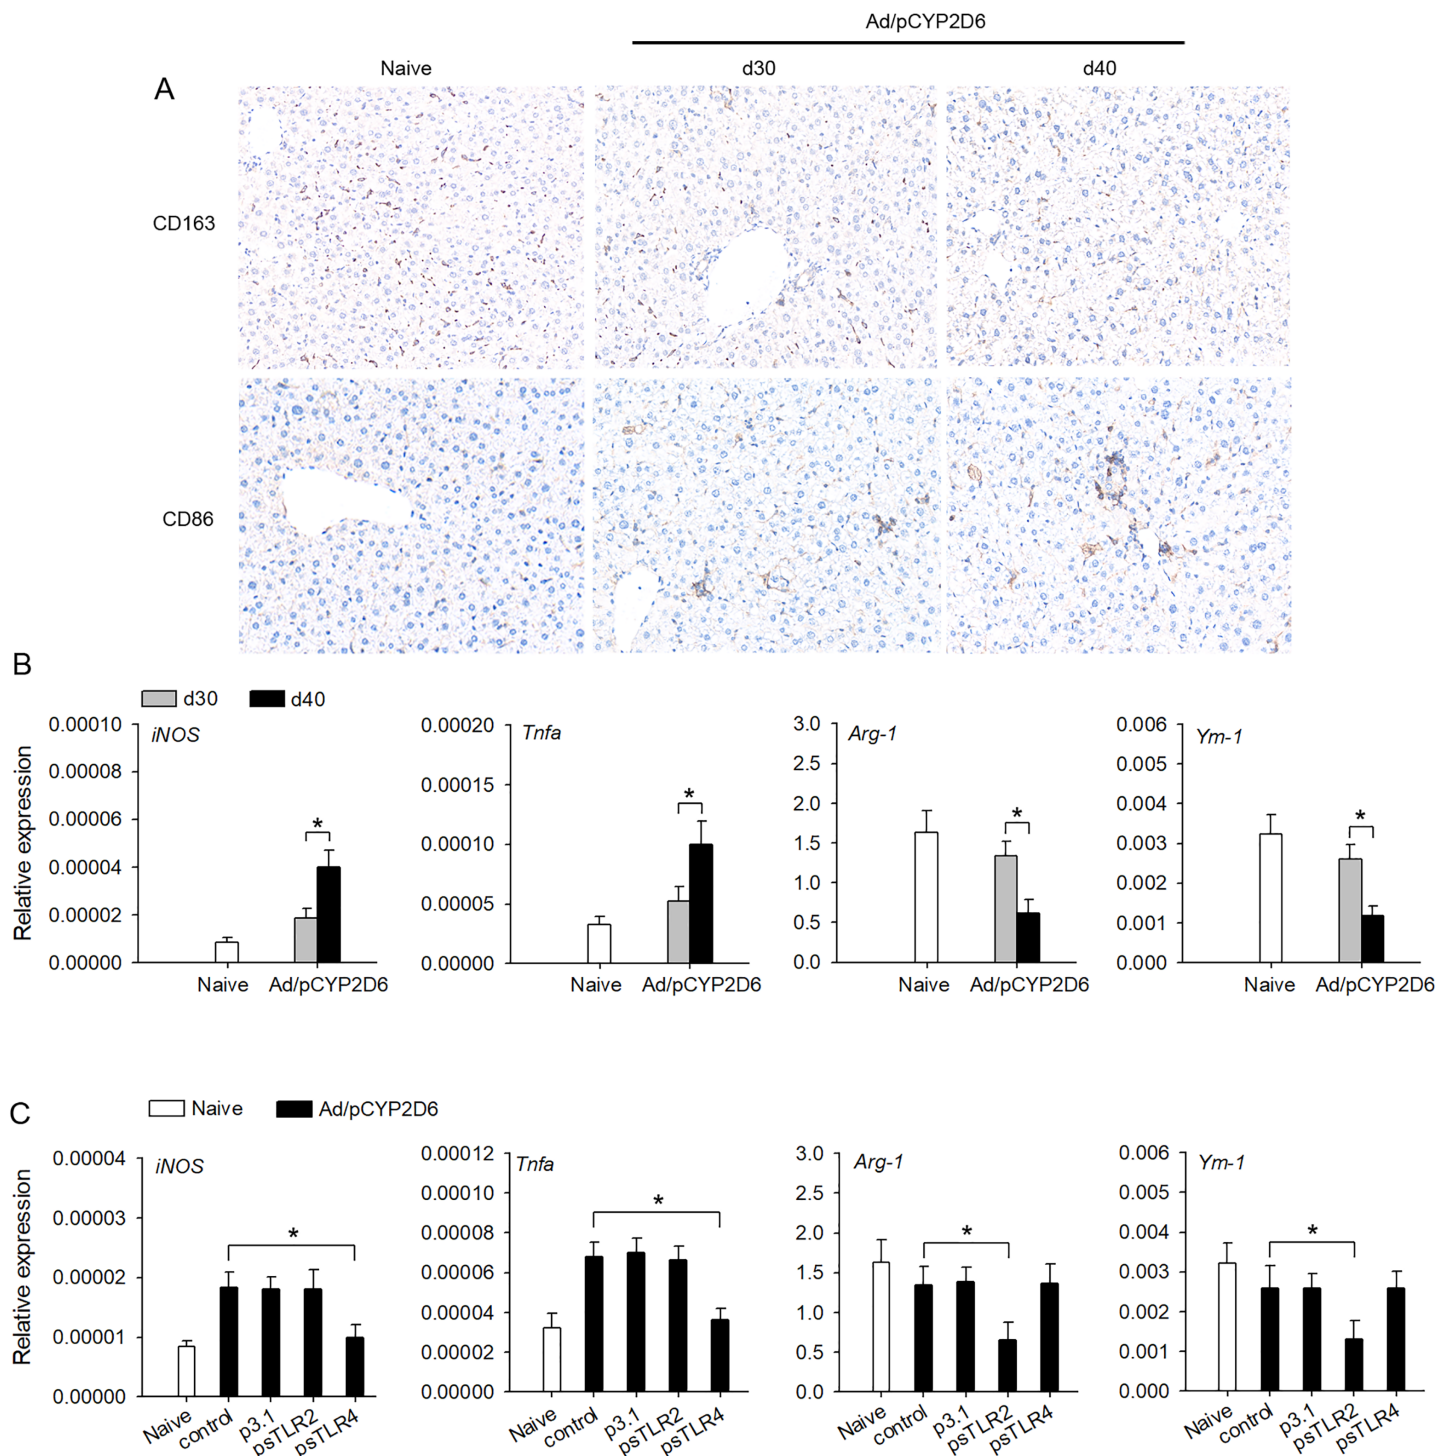 Ad/pCYP2D6
Naive d30 d40
A
CD163
CD86
B
d30 d40
Relative expression
iNOS
0.00010
0.00008
0.00006
0.00004
0.00002
0.00000
*
Naive Ad/pCYP2D6
Tnfa
0.00020
0.00015
0.00010
0.00005
0.00000
*
Naive Ad/pCYP2D6
Arg-1
3.0
2.5
2.0
1.5
1.0
0.5
0.0
*
Naive Ad/pCYP2D6
Ym-1
0.006
0.005
0.004
0.003
0.002
0.001
0.000
*
Naive Ad/pCYP2D6
C
Naive Ad/pCYP2D6
Relative expression
iNOS
0.00004
0.00003
0.00002
0.00001
0.00000
*
Naive control p3.1 psTLR2 psTLR4
Tnfa
0.00012
0.00010
0.00008
0.00006
0.00004
0.00002
0.00000
*
Naive control p3.1 psTLR2 psTLR4
Arg-1
3.0
2.5
2.0
1.5
1.0
0.5
0.0
*
Naive control p3.1 psTLR2 psTLR4
Ym-1
0.006
0.005
0.004
0.003
0.002
0.001
0.000
*
Naive control p3.1 psTLR2 psTLR4